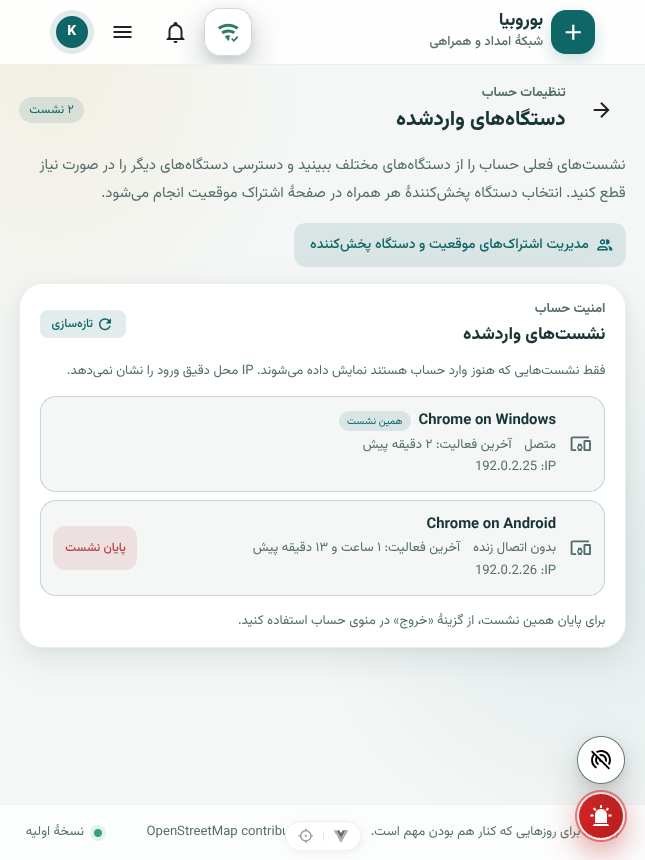 بوروبیا
شبکهٔ امداد و همراهی
K
تنظیمات حساب
دستگاه‌های واردشده
۲ نشست
نشست‌های فعلی حساب را از دستگاه‌های مختلف ببینید و دسترسی دستگاه‌های دیگر را در صورت نیاز
قطع کنید. انتخاب دستگاه پخش‌کنندهٔ هر همراه در صفحهٔ اشتراک موقعیت انجام می‌شود.
مدیریت اشتراک‌های موقعیت و دستگاه پخش‌کننده
امنیت حساب
نشست‌های واردشده
تازه‌سازی
فقط نشست‌هایی که هنوز وارد حساب هستند نمایش داده می‌شوند. IP محل دقیق ورود را نشان نمی‌دهد.
Chrome on Windows همین نشست
متصل آخرین فعالیت: ۲ دقیقه پیش
IP: 192.0.2.25
Chrome on Android
بدون اتصال زنده آخرین فعالیت: ۱ ساعت و ۱۳ دقیقه پیش
IP: 192.0.2.26
پایان نشست
برای پایان همین نشست، از گزینهٔ «خروج» در منوی حساب استفاده کنید.
برای روزهایی که کنار هم بودن مهم است.
OpenStreetMap
نسخهٔ اولیه